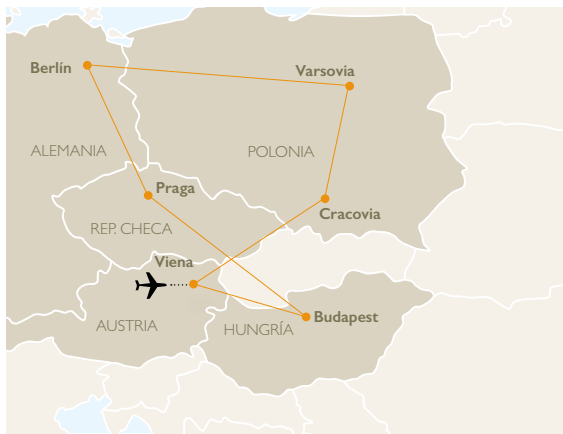 Berlín
Varsovia
ALEMANIA
POLONIA
Praga
Cracovia
REP. CHECA
Viena
Budapest
AUSTRIA
HUNGRÍA